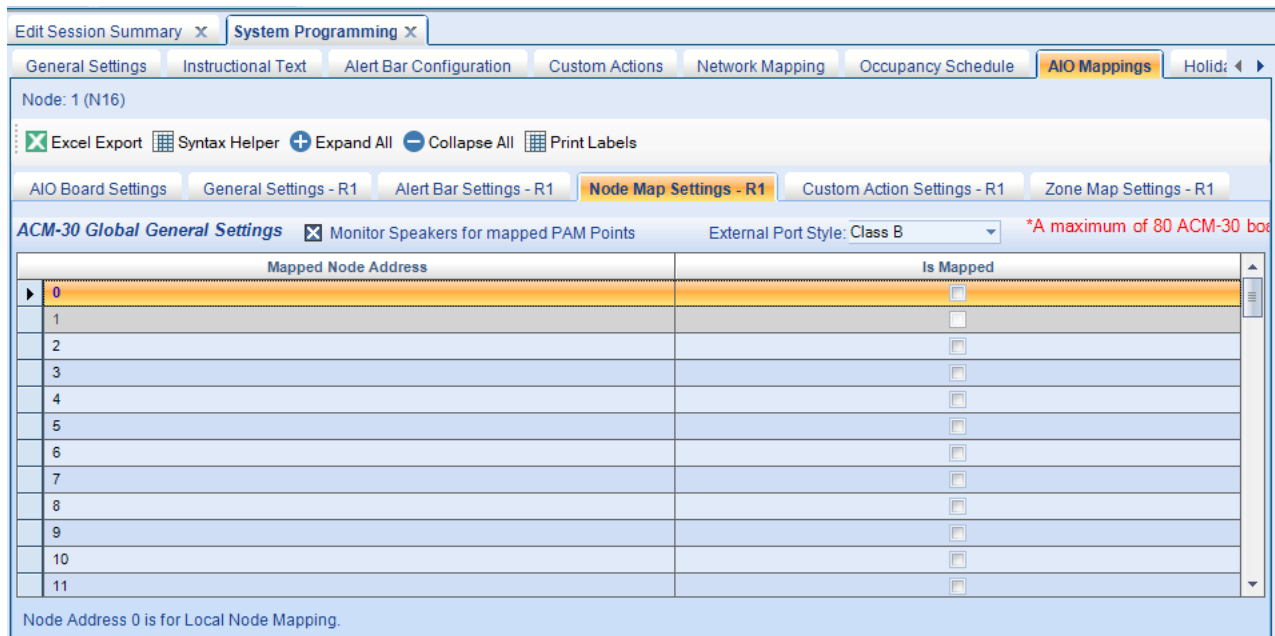 Edit Session Summary X System Programming X
General Settings Instructional Text Alert Bar Configuration Custom Actions Network Mapping Occupancy Schedule AIO Mappings
Node: 1 (N16)
Excel Export Syntax Helper Expand All Collapse All Print Labels
AIO Board Settings General Settings - R1 Alert Bar Settings - R1 Node Map Settings - R1 Custom Action Settings - R1 Zone Map Settings - R1
ACM-30 Global General Settings Monitor Speakers for mapped PAM Points External Port Style: Class B *A maximum of 80 ACM-30
Mapped Node Address Is Mapped
0
1
2
3
4
5
6
7
8
9
10
11
Node Address 0 is for Local Node Mapping.